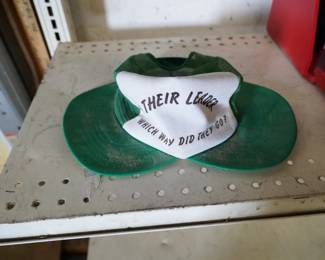 THEIR LEADER
WHICH WAY DID THEY GO?